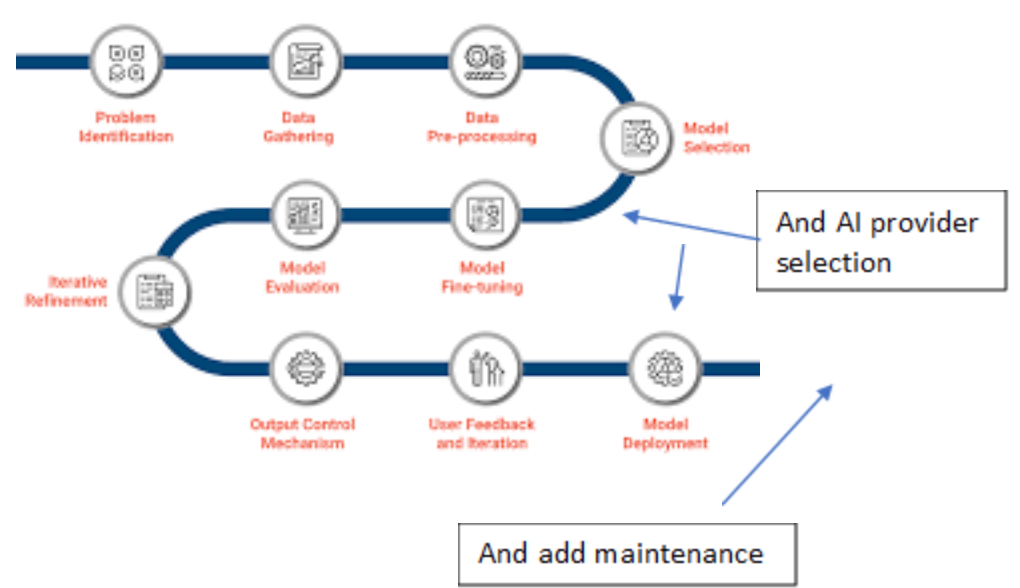 Problem
Identification
Data
Gathering
Data
Pre-processing
Model
Selection
And AI provider
selection
Model
Evaluation
Model
Fine-tuning
Iterative
Refinement
Output Control
Mechanism
User Feedback
and Iteration
Model
Deployment
And add maintenance